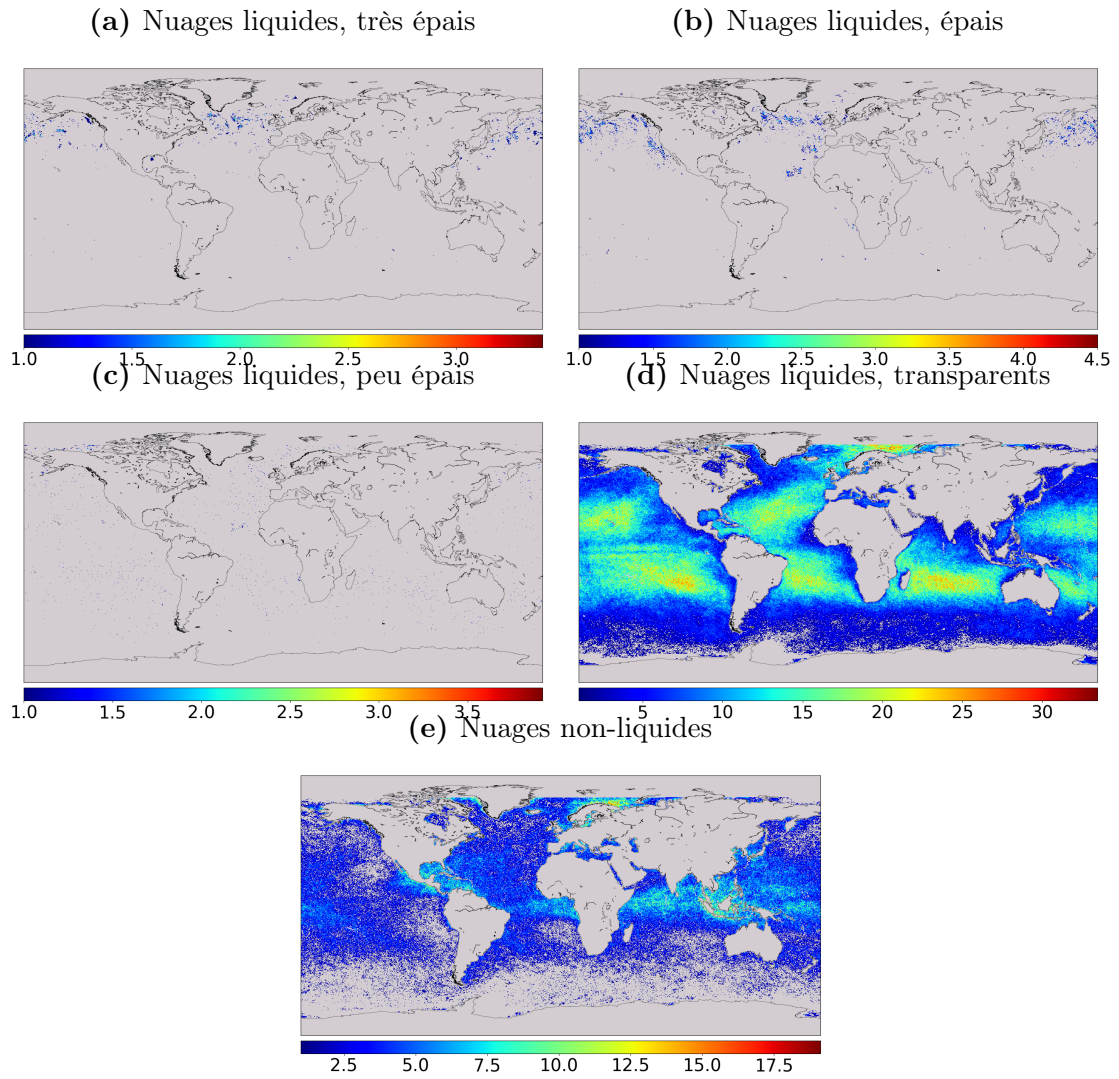 (a) Nuages liquides, très épais
(b) Nuages liquides, épais
1.0 1.5 2.0 2.5 3.0
1.0 1.5 2.0 2.5 3.0 3.5 4.0 4.5
(c) Nuages liquides, peu épais
(d) Nuages liquides, transparents
1.0 1.5 2.0 2.5 3.0 3.5
5 10 15 20 25 30
(e) Nuages non-liquides
2.5 5.0 7.5 10.0 12.5 15.0 17.5